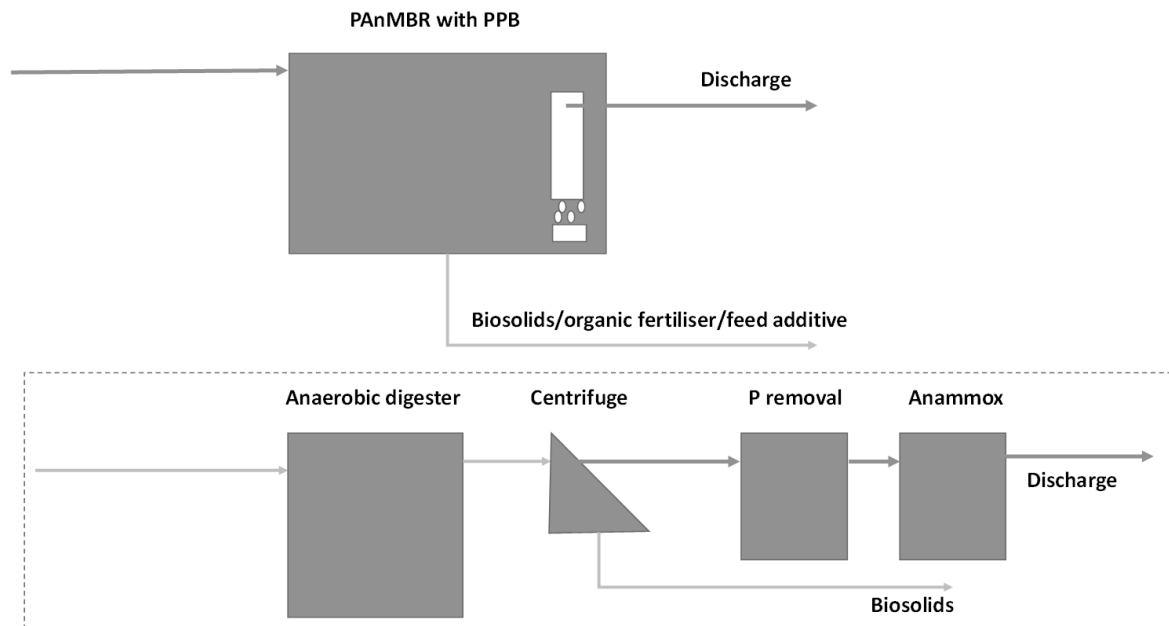 PAnMBR with PPB
Discharge
Biosolids/organic fertiliser/feed additive
Anaerobic digester
Centrifuge
P removal
Anammox
Discharge
Biosolids